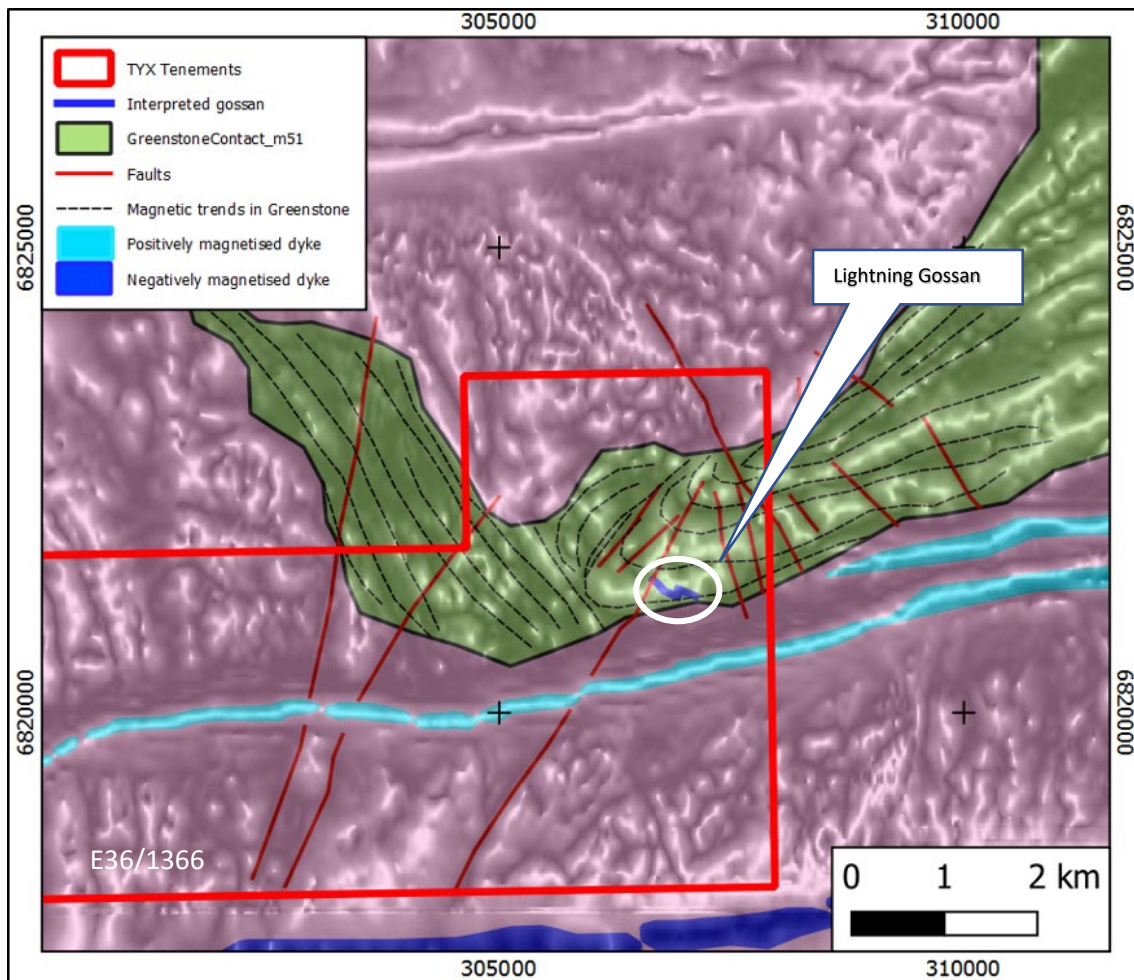 305000
310000
TYX Tenements
Interpreted gossan
GreenstoneContact_m51
Faults
Magnetic trends in Greenstone
Positively magnetised dyke
Negatively magnetised dyke
6825000
6825000
Lightning Gossan
6820000
6820000
E36/1366
0 1 2 km
305000
310000